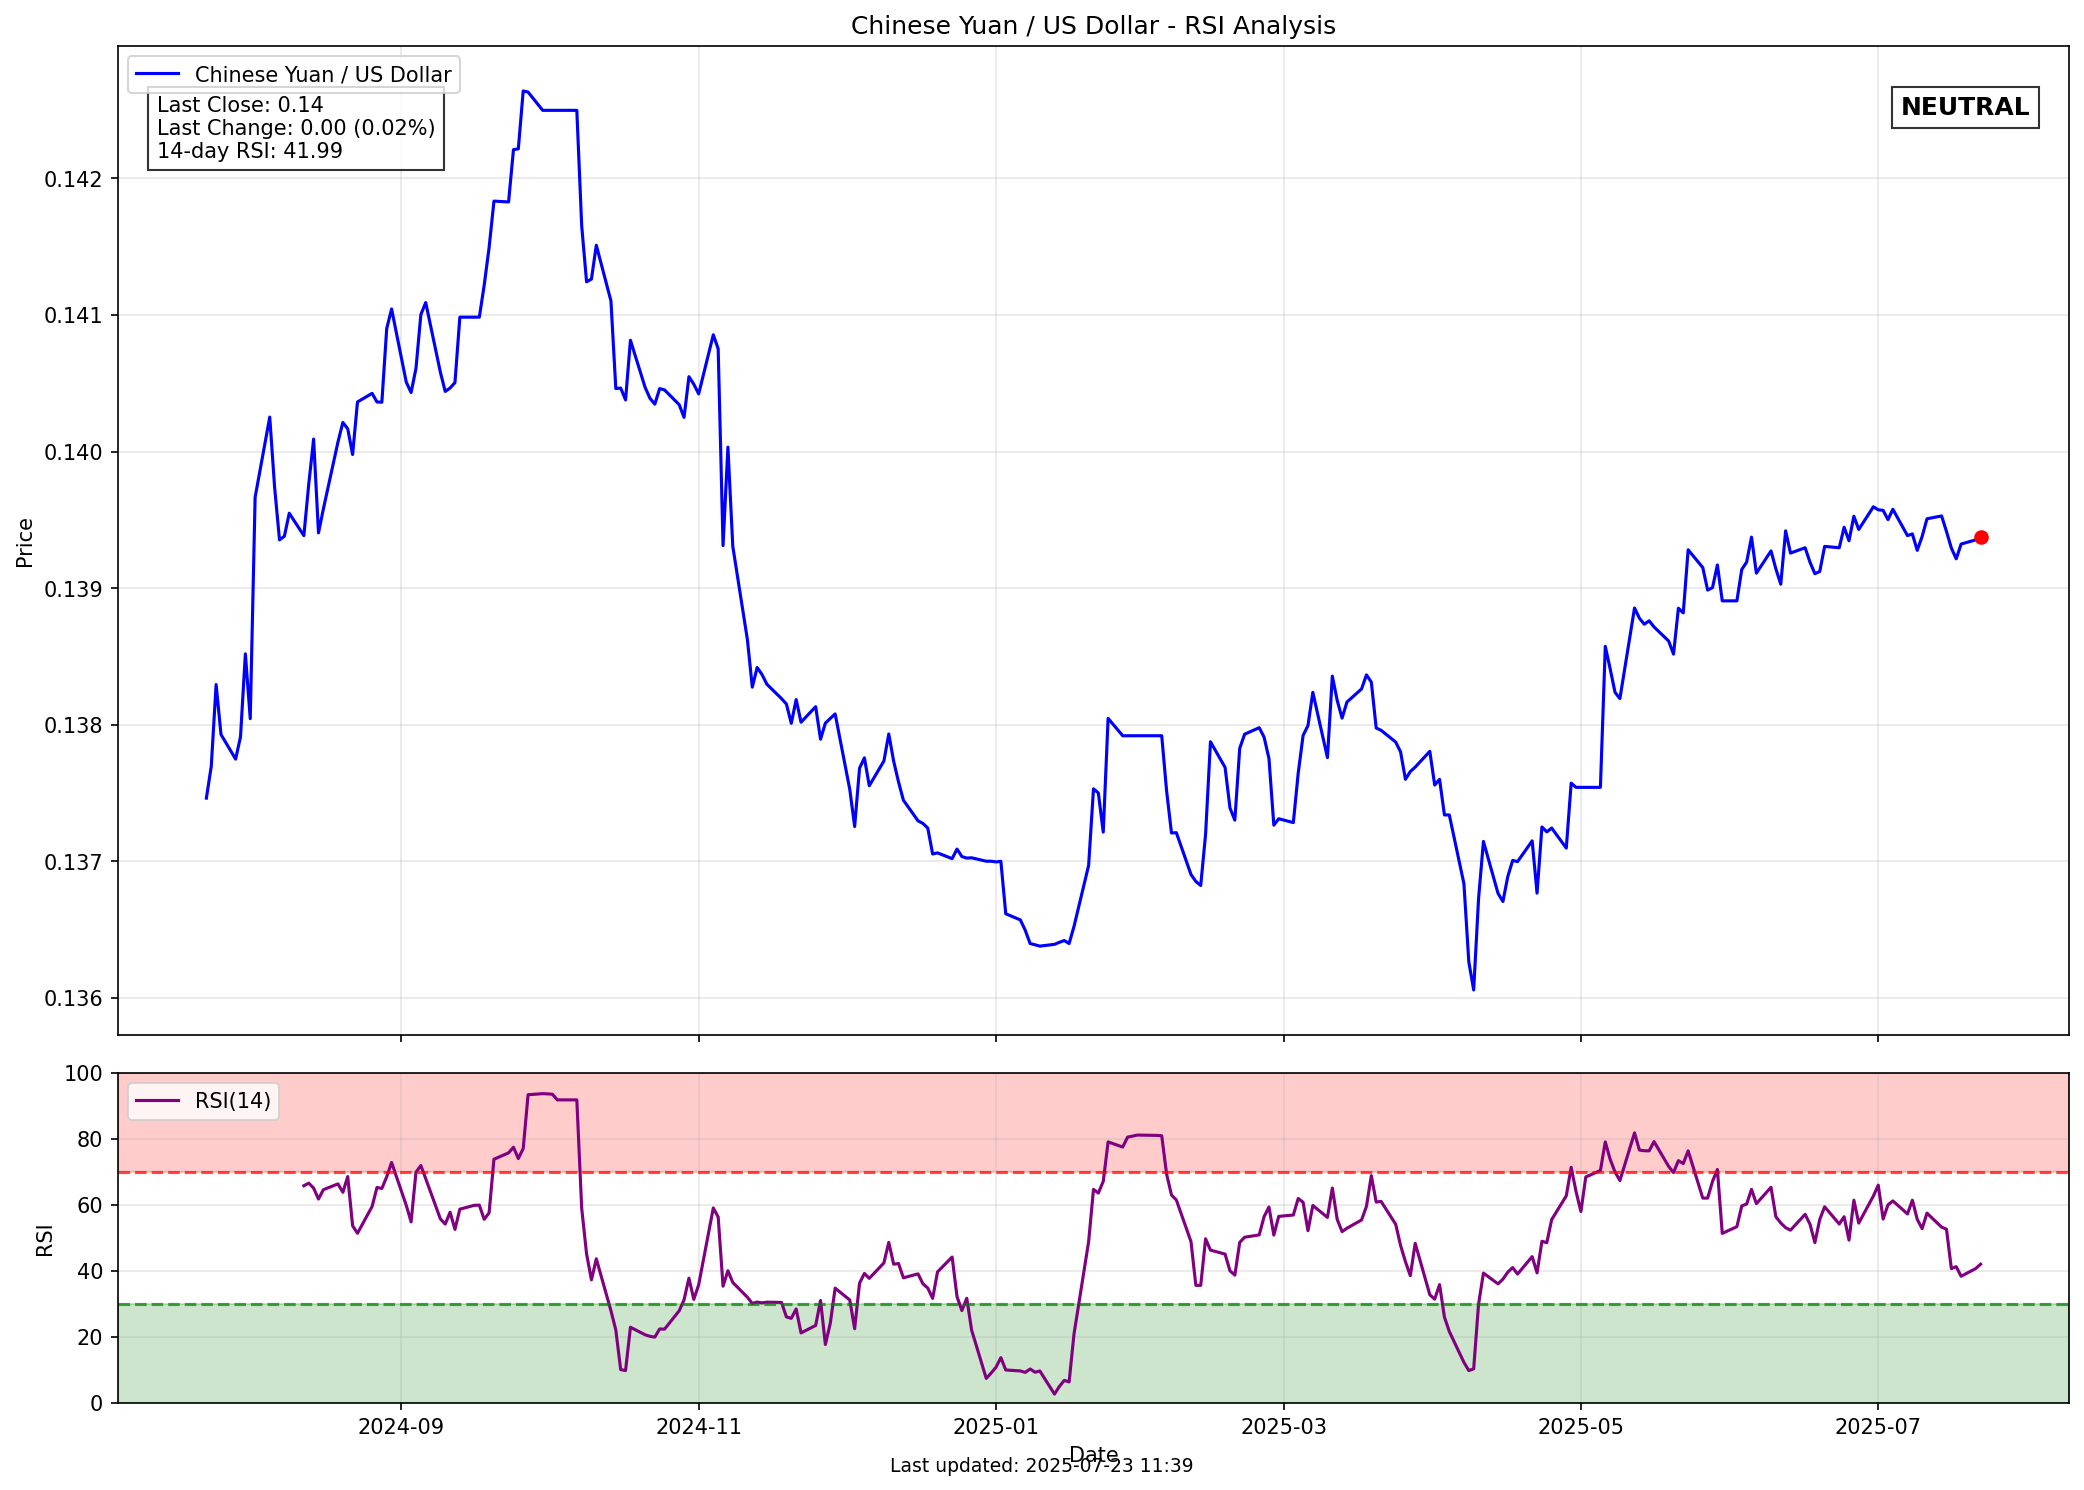 Chinese Yuan / US Dollar - RSI Analysis
Chinese Yuan / US Dollar
Last Close: 0.14
Last Change: 0.00 (0.02%)
14-day RSI: 41.99
NEUTRAL
Price
0.142
0.141
0.140
0.139
0.138
0.137
0.136
RSI(14)
RSI
100
80
60
40
20
0
2024-09
2024-11
2025-01
2025-03
2025-05
2025-07
Date
Last updated: 2025-07-23 11:39